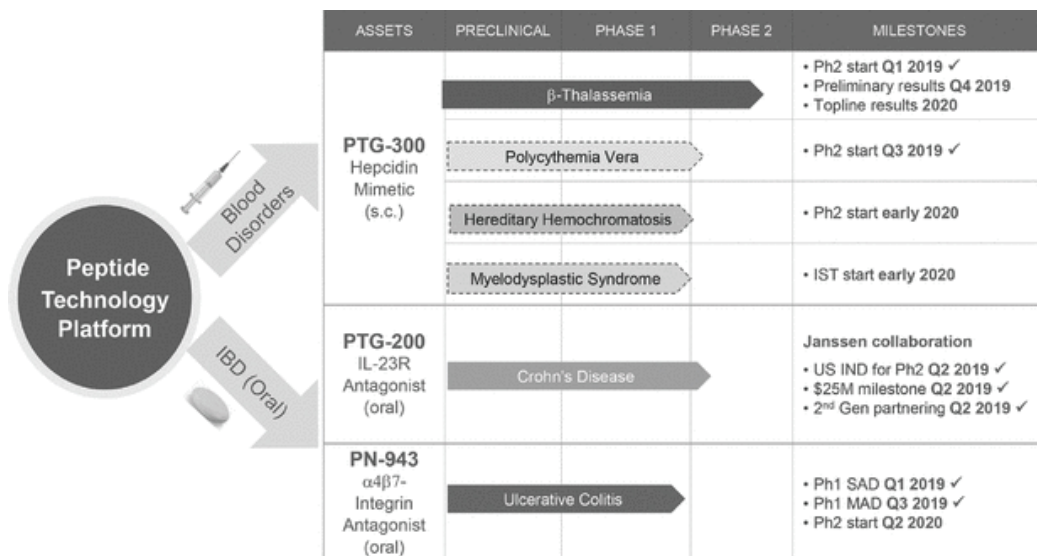 ASSETS PRECLINICAL PHASE 1 PHASE 2 MILESTONES
Peptide
Technology
Platform
Blood
Disorders
IBD (Oral)
PTG-300
Hepcidin
Mimetic
(s.c.)
β-Thalassemia
• Ph2 start Q1 2019 ✓
• Preliminary results Q4 2019
• Topline results 2020
Polycythemia Vera
• Ph2 start Q3 2019 ✓
Hereditary Hemochromatosis
• Ph2 start early 2020
Myelodysplastic Syndrome
• IST start early 2020
PTG-200
IL-23R
Antagonist
(oral)
Crohn's Disease
Janssen collaboration
• US IND for Ph2 Q2 2019 ✓
• $25M milestone Q2 2019 ✓
• 2nd Gen partnering Q2 2019 ✓
PN-943
α4β7-
Integrin
Antagonist
(oral)
Ulcerative Colitis
• Ph1 SAD Q1 2019 ✓
• Ph1 MAD Q3 2019 ✓
• Ph2 start Q2 2020